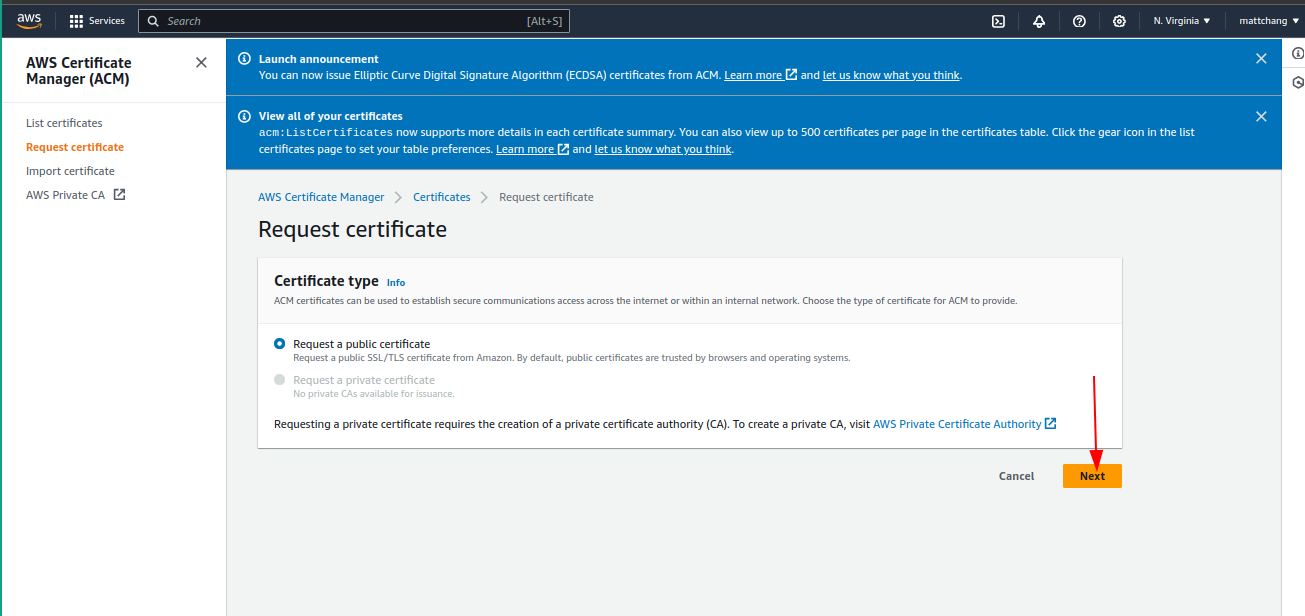 aws
Services
Search
[Alt+S]
N. Virginia ▼
mattchang ▼
AWS Certificate
Manager (ACM)
List certificates
Request certificate
Import certificate
AWS Private CA
Launch announcement
You can now issue Elliptic Curve Digital Signature Algorithm (ECDSA) certificates from ACM. Learn more and let us know what you think.
View all of your certificates
acm:ListCertificates now supports more details in each certificate summary. You can also view up to 500 certificates per page in the certificates table. Click the gear icon in the list
certificates page to set your table preferences. Learn more and let us know what you think.
AWS Certificate Manager > Certificates > Request certificate
Request certificate
Certificate type Info
ACM certificates can be used to establish secure communications access across the internet or within an internal network. Choose the type of certificate for ACM to provide.
Request a public certificate
Request a public SSL/TLS certificate from Amazon. By default, public certificates are trusted by browsers and operating systems.
Request a private certificate
No private CAs available for issuance.
Requesting a private certificate requires the creation of a private certificate authority (CA). To create a private CA, visit AWS Private Certificate Authority
Cancel
Next